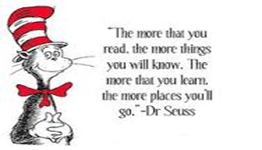 "The more that you
read, the more things
you will know. The
more that you learn,
the more places you'll
go."-Dr Seuss